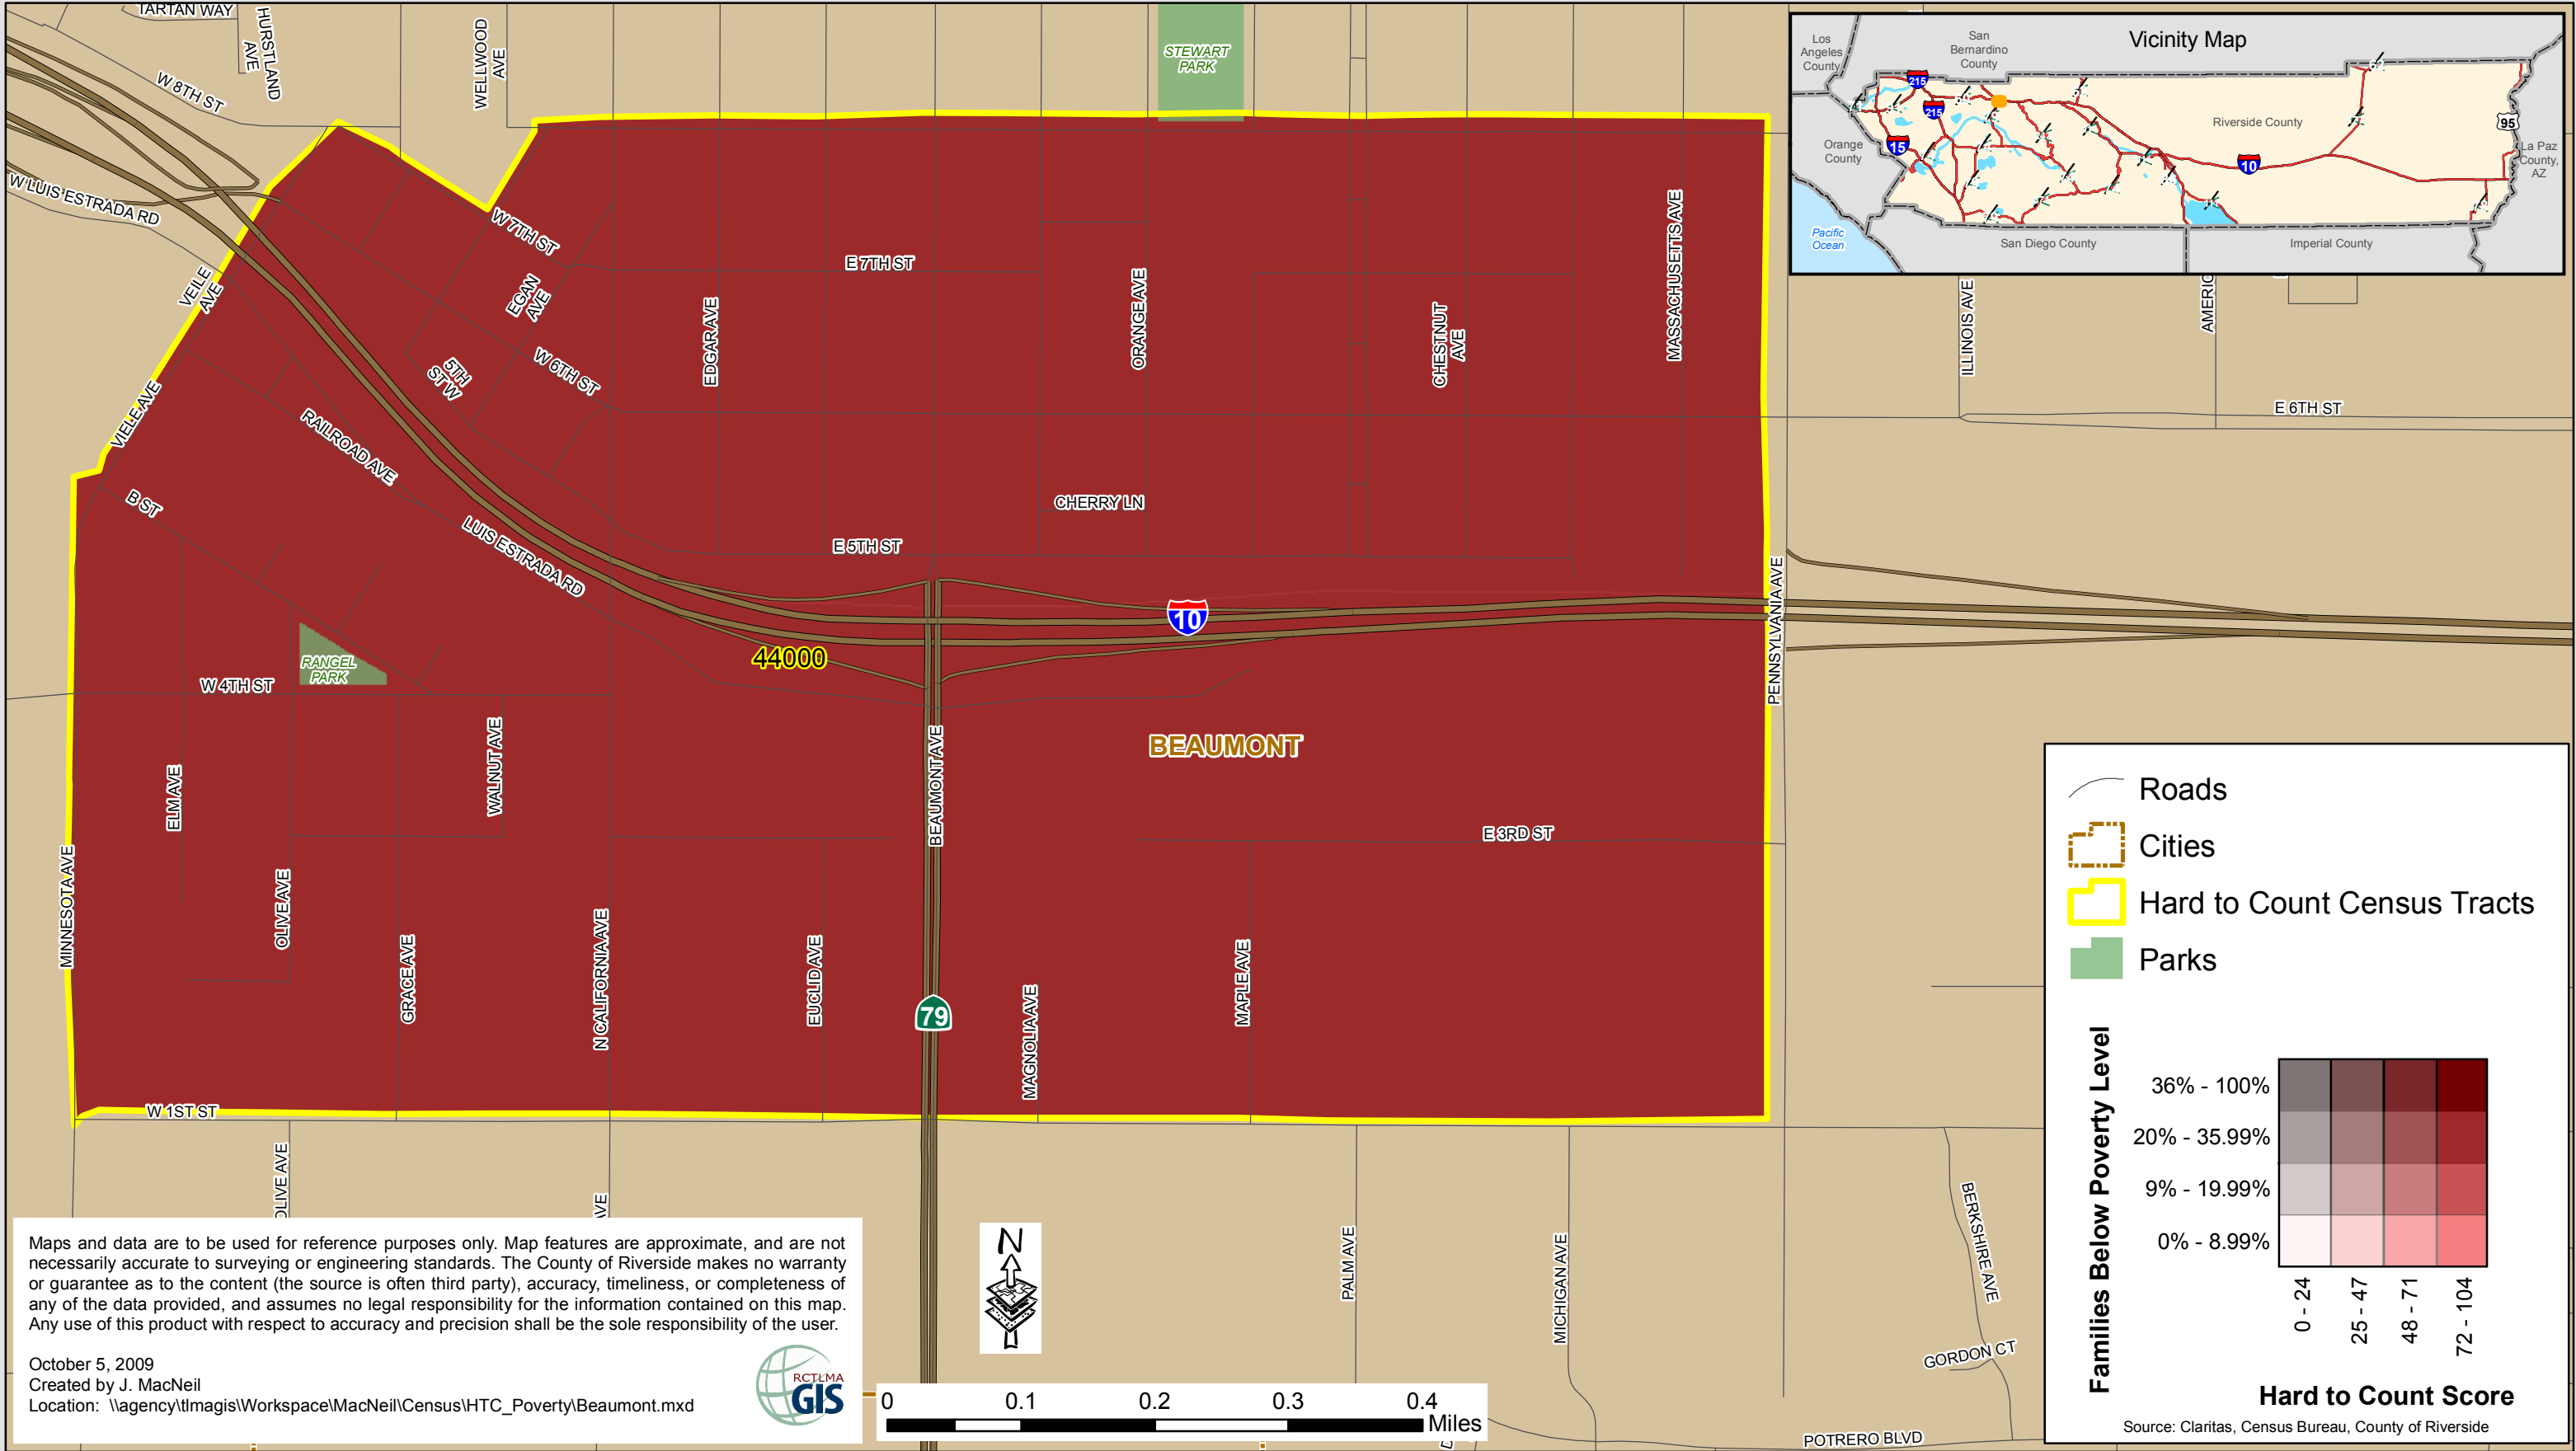 TARTAN WAY
HURSTLAND
AVE
WELLWOOD
AVE
W 8TH ST
STEWART
PARK
W LUIS ESTRADA RD
W 7TH ST
E 7TH ST
VEILE
AVE
EGAN
AVE
EDGAR AVE
ORANGE AVE
CHESTNUT
AVE
MASSACHUSETTS AVE
5TH
ST W
W 6TH ST
VIELE AVE
RAILROAD AVE
B ST
LUIS ESTRADA RD
CHERRY LN
E 5TH ST
10
44000
PENNSYLVANIA AVE
RANGEL
PARK
W 4TH ST
BEAUMONT
ELM AVE
WALNUT AVE
BEAUMONT AVE
E 3RD ST
MINNESOTA AVE
OLIVE AVE
GRACE AVE
N CALIFORNIA AVE
EUCLID AVE
79
MAGNOLIA AVE
MAPLE AVE
W 1ST ST
OLIVE AVE
AVE
PALM AVE
MICHIGAN AVE
BERKSHIRE AVE
GORDON CT
POTRERO BLVD
ILLINOIS AVE
AMERIC
E 6TH ST
Vicinity Map
Los
Angeles
County
San
Bernardino
County
Orange
County
Pacific
Ocean
San Diego County
Imperial County
Riverside County
La Paz
County,
AZ
215
215
15
10
95
Roads
Cities
Hard to Count Census Tracts
Parks
Families Below Poverty Level
36% - 100%
20% - 35.99%
9% - 19.99%
0% - 8.99%
0 - 24
25 - 47
48 - 71
72 - 104
Hard to Count Score
Source: Claritas, Census Bureau, County of Riverside
Maps and data are to be used for reference purposes only. Map features are approximate, and are not
necessarily accurate to surveying or engineering standards. The County of Riverside makes no warranty
or guarantee as to the content (the source is often third party), accuracy, timeliness, or completeness of
any of the data provided, and assumes no legal responsibility for the information contained on this map.
Any use of this product with respect to accuracy and precision shall be the sole responsibility of the user.
October 5, 2009
Created by J. MacNeil
Location: \\agency\tlmagis\Workspace\MacNeil\Census\HTC_Poverty\Beaumont.mxd
RCTLMA
GIS
N
0 0.1 0.2 0.3 0.4
Miles